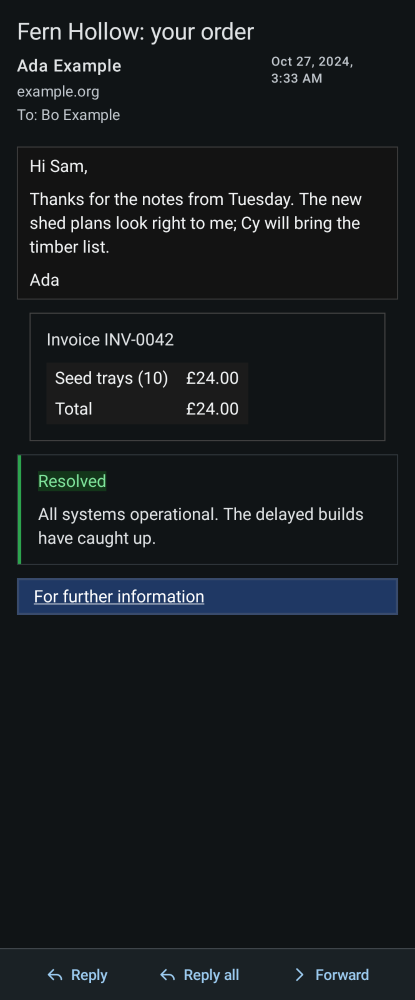 Fern Hollow: your order
Ada Example
Oct 27, 2024,
3:33 AM
example.org
To: Bo Example
Hi Sam,
Thanks for the notes from Tuesday. The new
shed plans look right to me; Cy will bring the
timber list.
Ada
Invoice INV-0042
Seed trays (10) £24.00
Total £24.00
Resolved
All systems operational. The delayed builds
have caught up.
For further information
Reply
Reply all
Forward